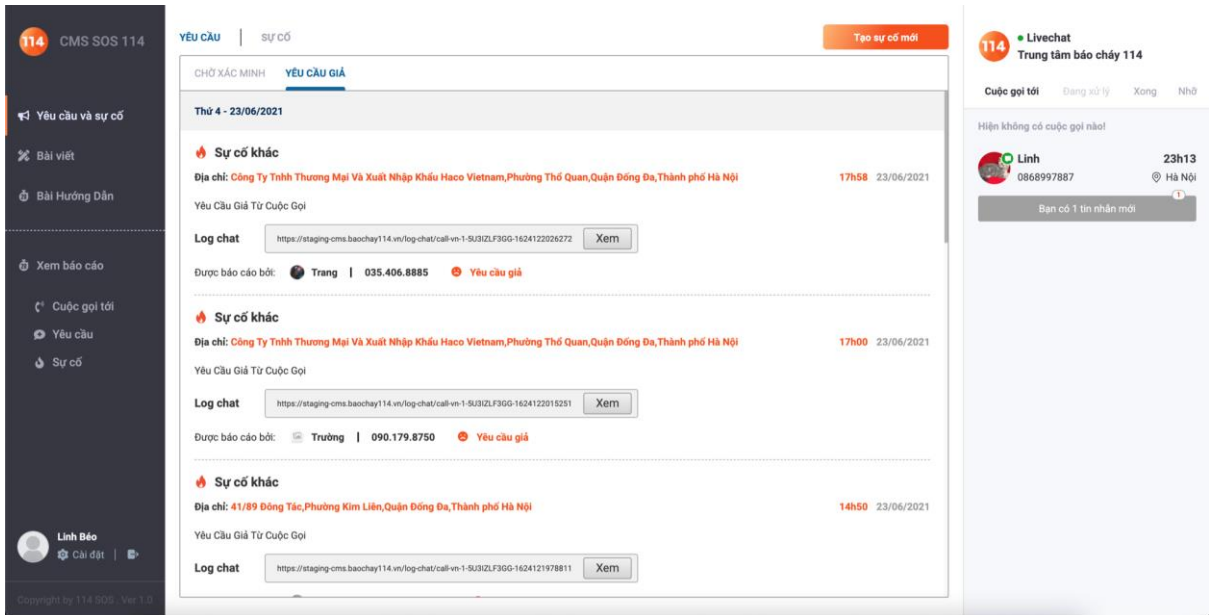 114 CMS SOS 114
Yêu cầu và sự cố
Bài viết
Bài Hướng Dẫn
Xem báo cáo
Cuộc gọi tới
Yêu cầu
Sự cố
Linh Béo
Cài đặt |
Copyright by 114 SOS . Ver 1.0
YÊU CẦU | SỰ CỐ
Tạo sự cố mới
CHỜ XÁC MINH YÊU CẦU GIẢ
Thứ 4 - 23/06/2021
Sự cố khác
Địa chỉ: Công Ty Tnhh Thương Mại Và Xuất Nhập Khẩu Haco Vietnam,Phường Thổ Quan,Quận Đống Đa,Thành phố Hà Nội 17h58 23/06/2021
Yêu Cầu Giả Từ Cuộc Gọi
Log chat https://staging-cms.baochay114.vn/log-chat/call-vn-1-5U3IZLF3GG-1624122026272 Xem
Được báo cáo bởi: Trang | 035.406.8885 Yêu cầu giả
Sự cố khác
Địa chỉ: Công Ty Tnhh Thương Mại Và Xuất Nhập Khẩu Haco Vietnam,Phường Thổ Quan,Quận Đống Đa,Thành phố Hà Nội 17h00 23/06/2021
Yêu Cầu Giả Từ Cuộc Gọi
Log chat https://staging-cms.baochay114.vn/log-chat/call-vn-1-5U3IZLF3GG-1624122015251 Xem
Được báo cáo bởi: Trường | 090.179.8750 Yêu cầu giả
Sự cố khác
Địa chỉ: 41/89 Đông Tác,Phường Kim Liên,Quận Đống Đa,Thành phố Hà Nội 14h50 23/06/2021
Yêu Cầu Giả Từ Cuộc Gọi
Log chat https://staging-cms.baochay114.vn/log-chat/call-vn-1-5U3IZLF3GG-1624121978811 Xem
114 Livechat
Trung tâm báo cháy 114
Cuộc gọi tới Đang xử lý Xong Nhỡ
Hiện không có cuộc gọi nào!
Linh 23h13
0868997887 Hà Nội
1
Bạn có 1 tin nhắn mới